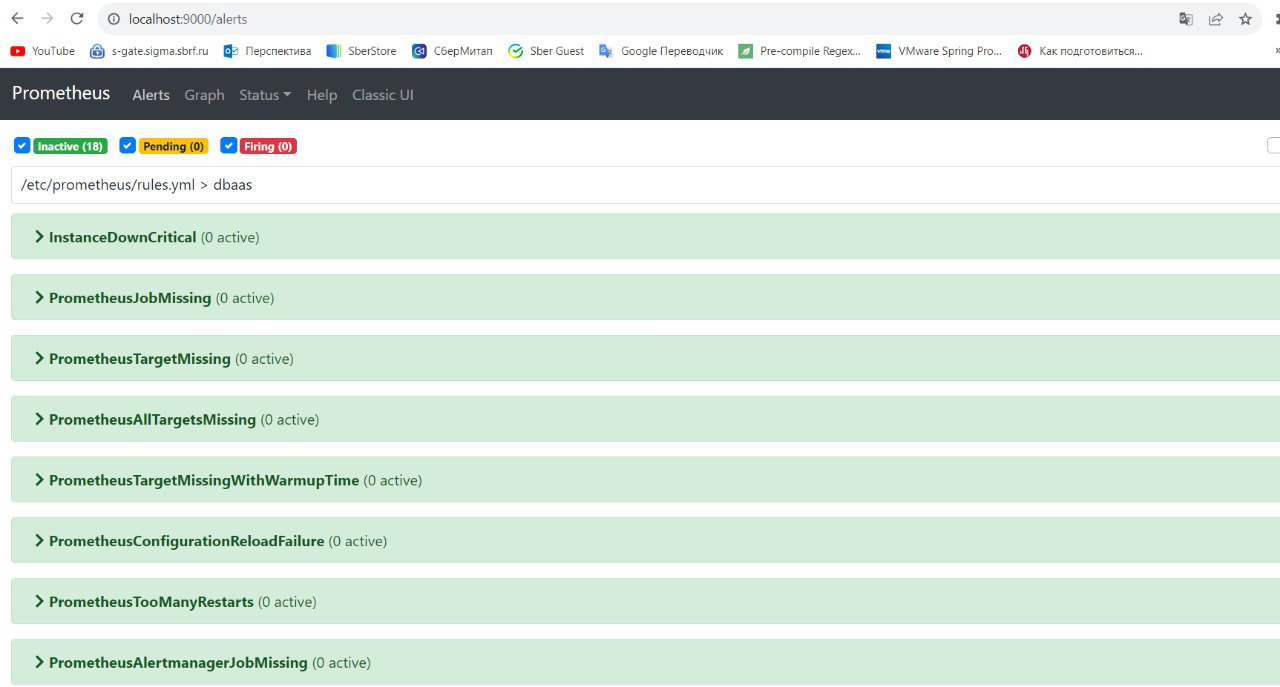 localhost:9000/alerts
YouTube s-gate.sigma.sbrf.ru Перспектива SberStore СберМитап Sber Guest Google Переводчик Pre-compile Regex... VMware Spring Pro... Как подготовиться...
Prometheus Alerts Graph Status Help Classic UI
Inactive (18) Pending (0) Firing (0)
/etc/prometheus/rules.yml > dbaas
InstanceDownCritical (0 active)
PrometheusJobMissing (0 active)
PrometheusTargetMissing (0 active)
PrometheusAllTargetsMissing (0 active)
PrometheusTargetMissingWithWarmupTime (0 active)
PrometheusConfigurationReloadFailure (0 active)
PrometheusTooManyRestarts (0 active)
PrometheusAlertmanagerJobMissing (0 active)